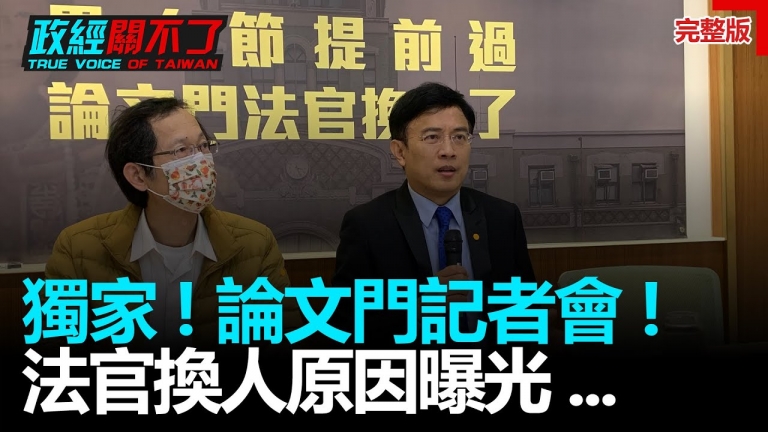 政經關不了
TRUE VOICE OF TAIWAN
完整版
節提前過
論文門法官換 了
獨家！論文門記者會！
法官換人原因曝光...